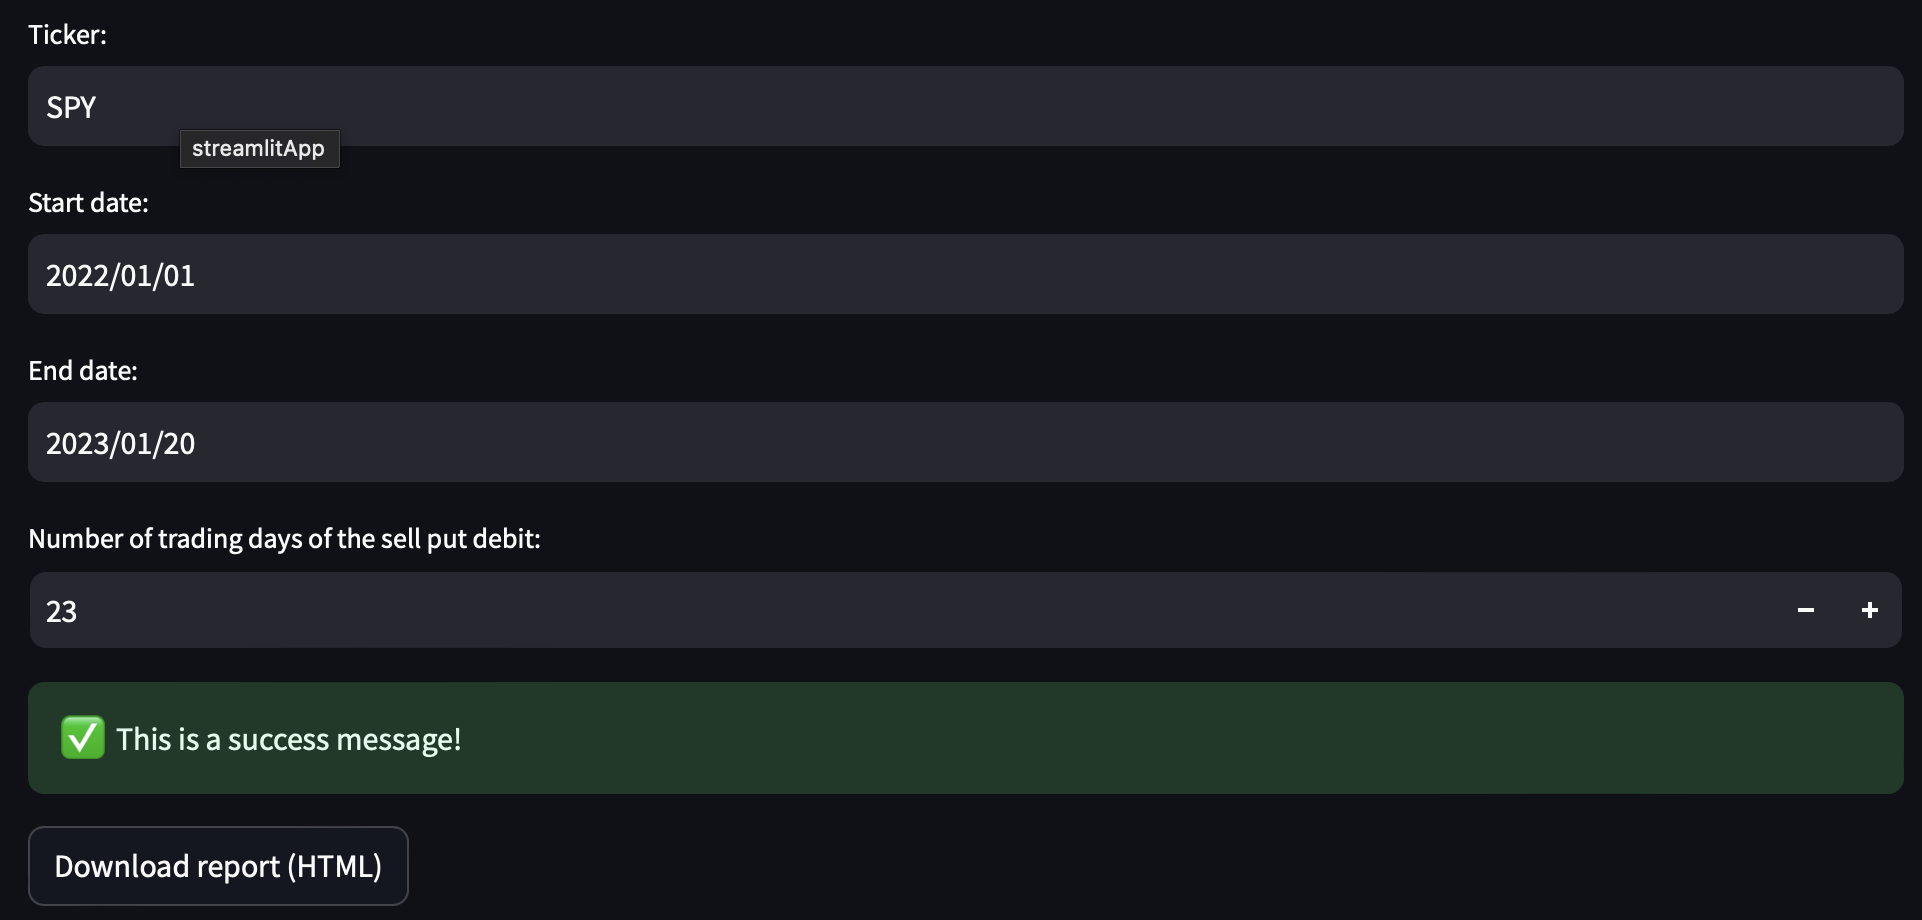 Ticker:
SPY
streamlitApp
Start date:
2022/01/01
End date:
2023/01/20
Number of trading days of the sell put debit:
23
− +
✅ This is a success message!
Download report (HTML)